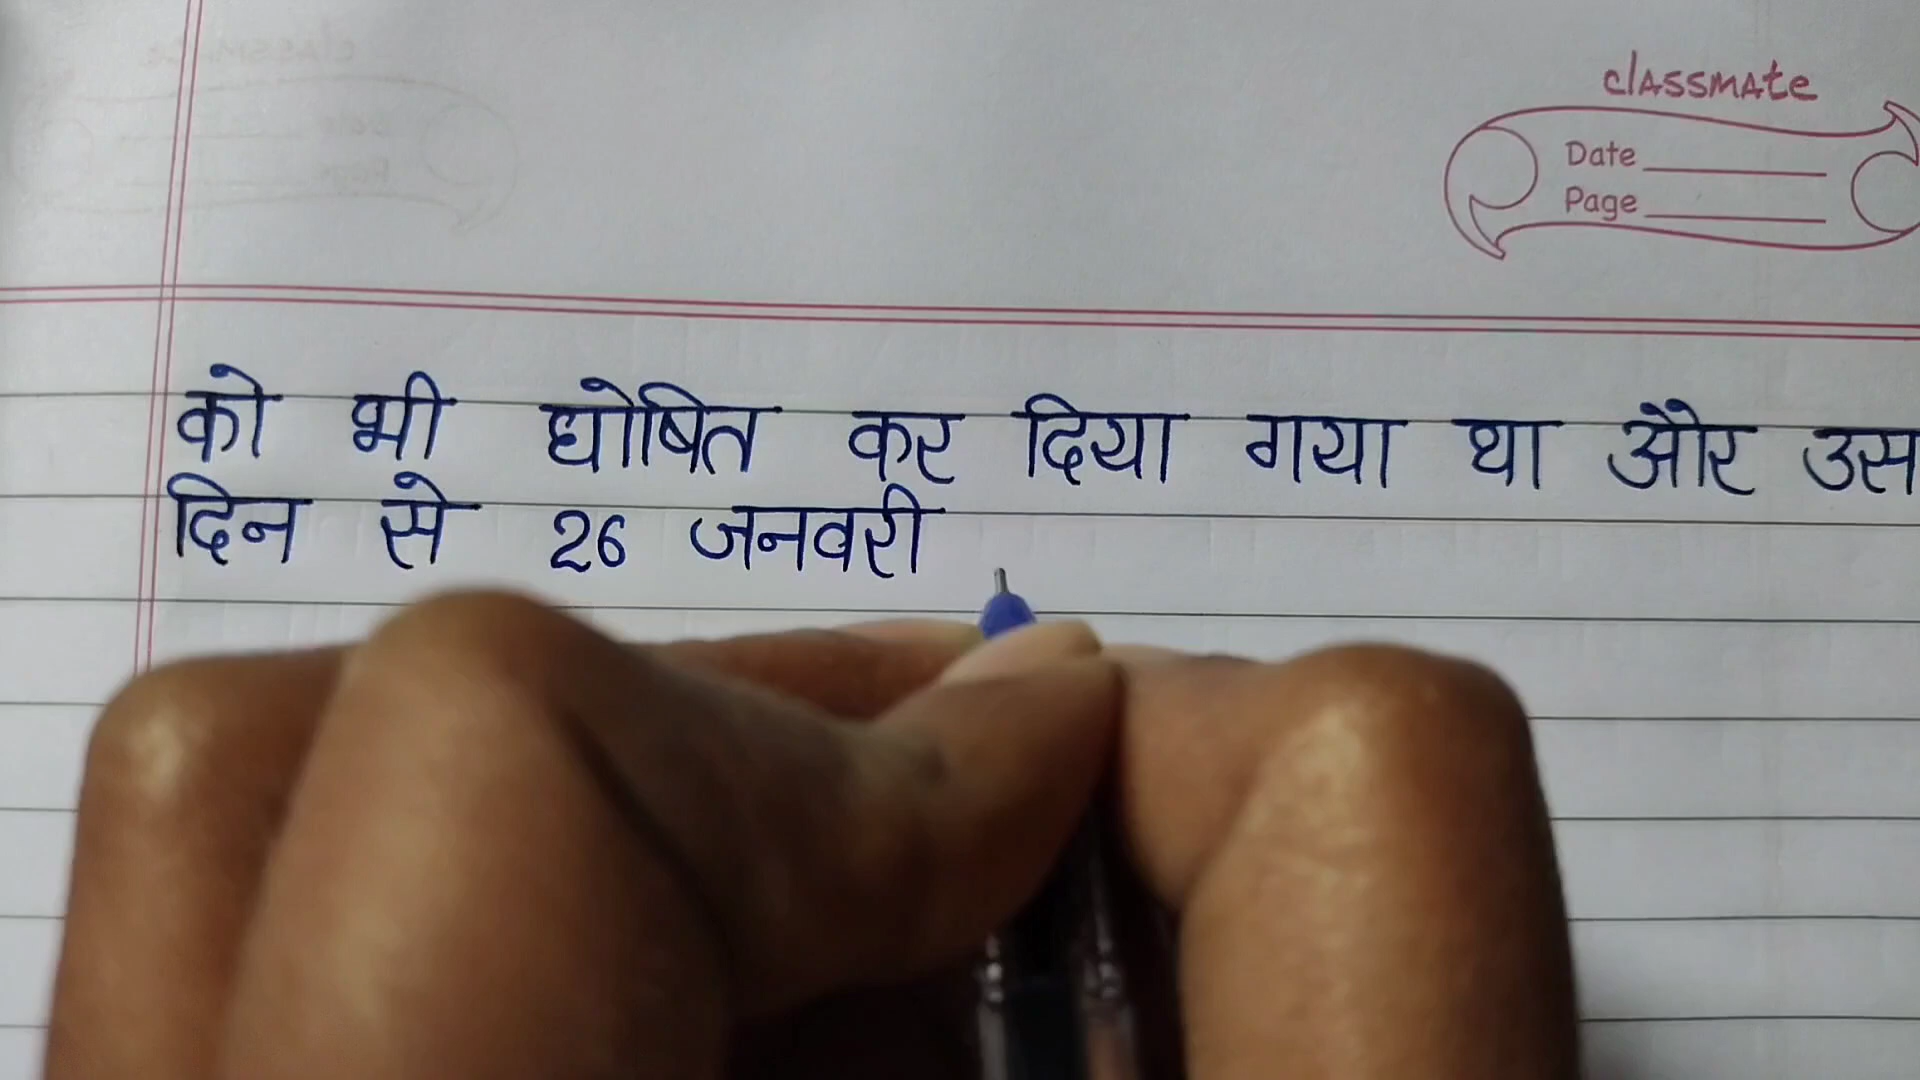 classmate
Date
Page
को भी घोषित कर दिया गया था और उस
दिन से 26 जनवरी